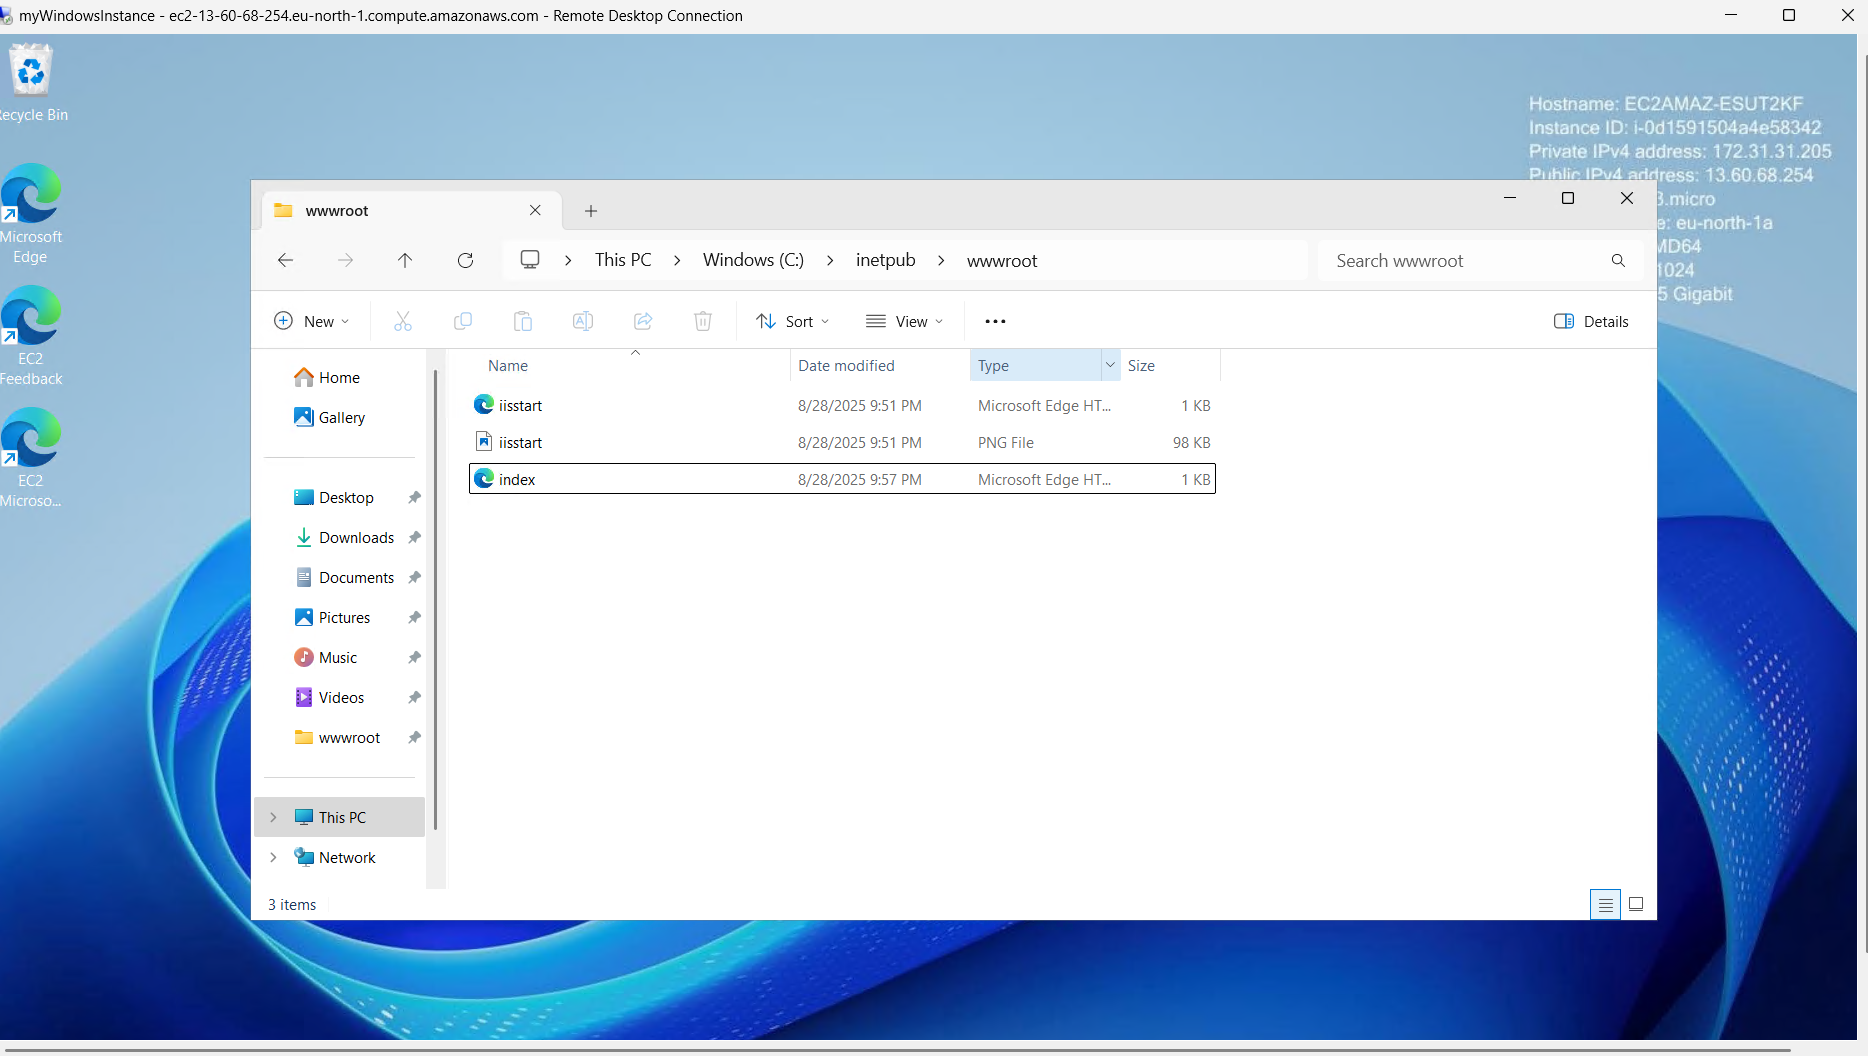 myWindowsInstance - ec2-13-60-68-254.eu-north-1.compute.amazonaws.com - Remote Desktop Connection
ecycle Bin
Microsoft
Edge
EC2
Feedback
EC2
Microso...
Hostname: EC2AMAZ-ESUT2KF
Instance ID: i-0d1591504a4e58342
Private IPv4 address: 172.31.31.205
Public IPv4 address: 13.60.68.254
3.micro
e: eu-north-1a
MD64
1024
5 Gigabit
wwwroot
This PC
Windows (C:)
inetpub
wwwroot
Search wwwroot
New
Sort
View
Details
Home
Gallery
Desktop
Downloads
Documents
Pictures
Music
Videos
wwwroot
This PC
Network
Name Date modified Type Size
iisstart 8/28/2025 9:51 PM Microsoft Edge HT... 1 KB
iisstart 8/28/2025 9:51 PM PNG File 98 KB
index 8/28/2025 9:57 PM Microsoft Edge HT... 1 KB
3 items